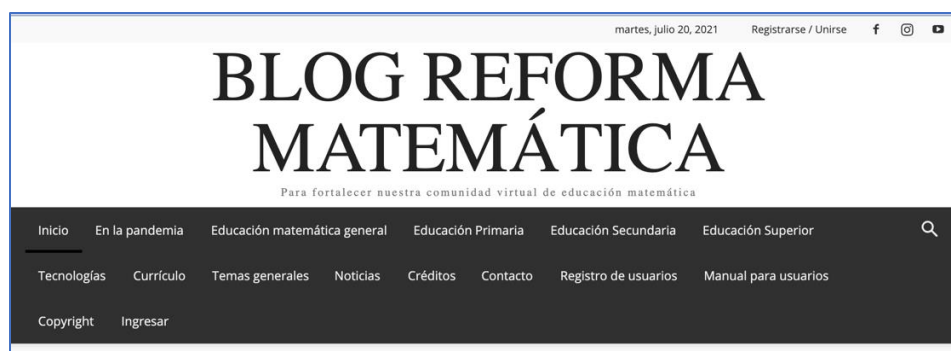 martes, julio 20, 2021 Registrarse / Unirse
BLOG REFORMA
MATEMÁTICA
Para fortalecer nuestra comunidad virtual de educación matemática
Inicio En la pandemia Educación matemática general Educación Primaria Educación Secundaria Educación Superior
Tecnologías Currículo Temas generales Noticias Créditos Contacto Registro de usuarios Manual para usuarios
Copyright Ingresar